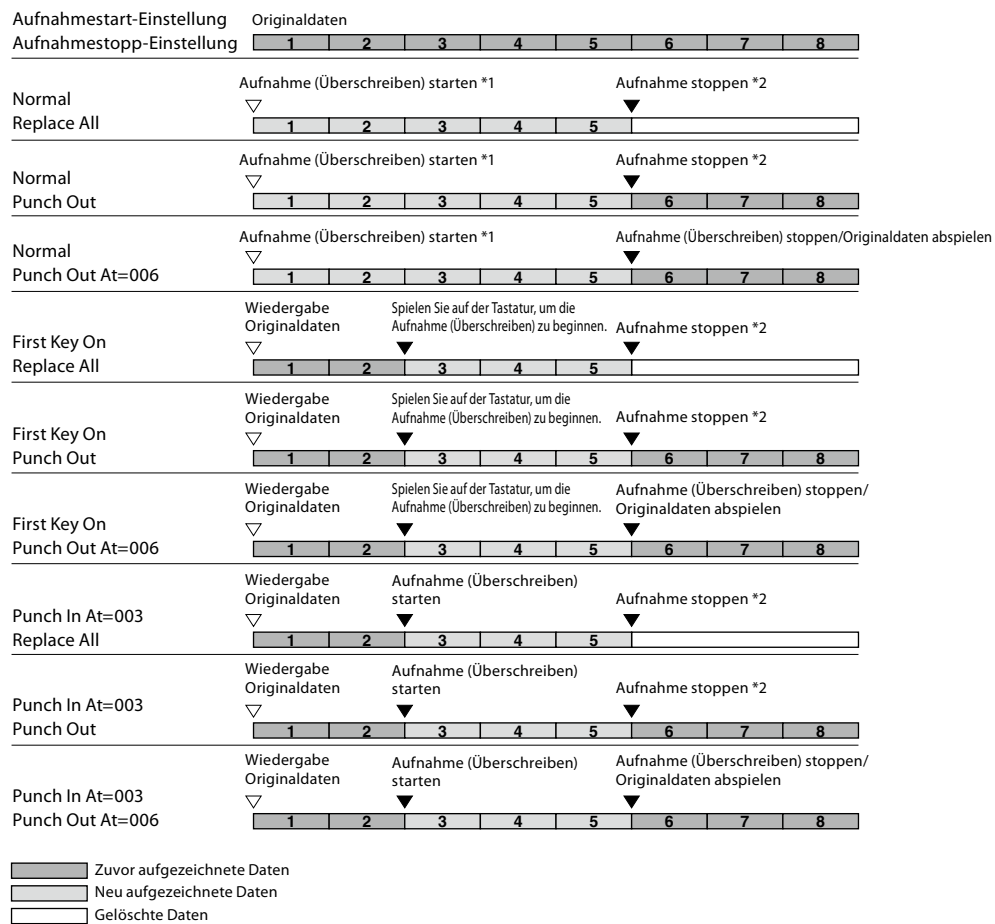 Aufnahmestart-Einstellung Originaldaten
Aufnahmestopp-Einstellung 1 2 3 4 5 6 7 8
Aufnahme (Überschreiben) starten *1 Aufnahme stoppen *2
Normal
Replace All 1 2 3 4 5
Aufnahme (Überschreiben) starten *1 Aufnahme stoppen *2
Normal
Punch Out 1 2 3 4 5 6 7 8
Aufnahme (Überschreiben) starten *1 Aufnahme (Überschreiben) stoppen/Originaldaten abspielen
Normal
Punch Out At=006 1 2 3 4 5 6 7 8
Wiedergabe Spielen Sie auf der Tastatur, um die
Originaldaten Aufnahme (Überschreiben) zu beginnen. Aufnahme stoppen *2
First Key On
Replace All 1 2 3 4 5
Wiedergabe Spielen Sie auf der Tastatur, um die
Originaldaten Aufnahme (Überschreiben) zu beginnen. Aufnahme stoppen *2
First Key On
Punch Out 1 2 3 4 5 6 7 8
Wiedergabe Spielen Sie auf der Tastatur, um die Aufnahme (Überschreiben) stoppen/
Originaldaten Aufnahme (Überschreiben) zu beginnen. Originaldaten abspielen
First Key On
Punch Out At=006 1 2 3 4 5 6 7 8
Wiedergabe Aufnahme (Überschreiben)
Originaldaten starten Aufnahme stoppen *2
Punch In At=003
Replace All 1 2 3 4 5
Wiedergabe Aufnahme (Überschreiben)
Originaldaten starten Aufnahme stoppen *2
Punch In At=003
Punch Out 1 2 3 4 5 6 7 8
Wiedergabe Aufnahme (Überschreiben) Aufnahme (Überschreiben) stoppen/
Originaldaten starten Originaldaten abspielen
Punch In At=003
Punch Out At=006 1 2 3 4 5 6 7 8
Zuvor aufgezeichnete Daten
Neu aufgezeichnete Daten
Gelöschte Daten